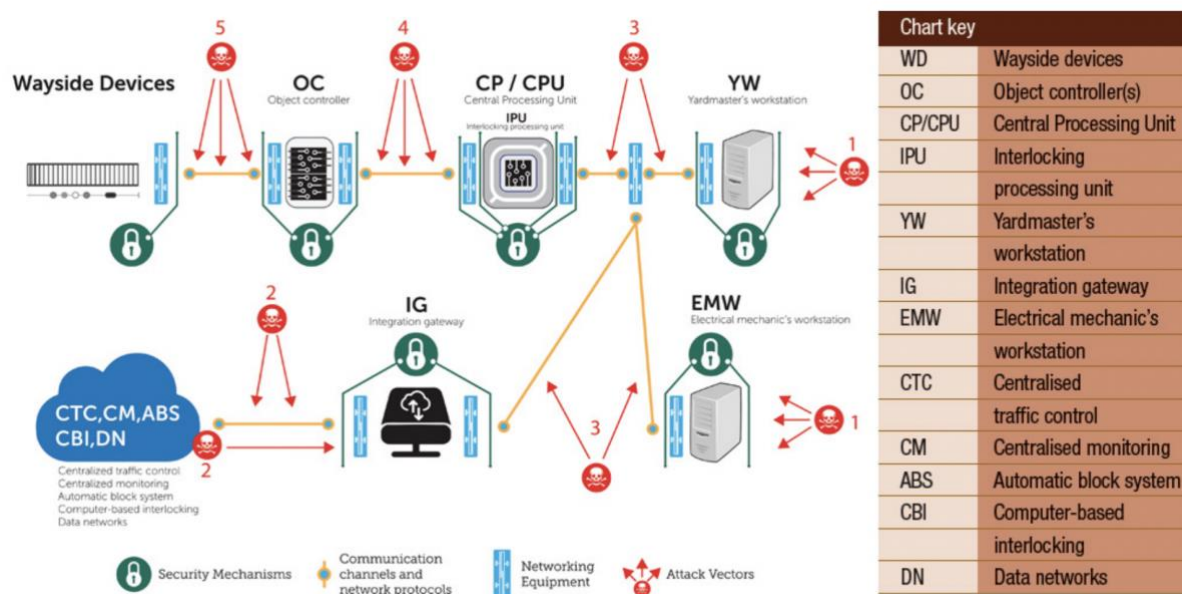 5
4
3
Wayside Devices
OC
Object controller
CP / CPU
Central Processing Unit
IPU
Interlocking processing unit
YW
Yardmaster's workstation
1
2
IG
Integration gateway
EMW
Electrical mechanic's workstation
CTC,CM,ABS
CBI,DN
2
3
1
Centralized traffic control
Centralized monitoring
Automatic block system
Computer-based interlocking
Data networks
Security Mechanisms
Communication
channels and
network protocols
Networking
Equipment
Attack Vectors
Chart key
WD Wayside devices
OC Object controller(s)
CP/CPU Central Processing Unit
IPU Interlocking
processing unit
YW Yardmaster's
workstation
IG Integration gateway
EMW Electrical mechanic's
workstation
CTC Centralised
traffic control
CM Centralised monitoring
ABS Automatic block system
CBI Computer-based
interlocking
DN Data networks